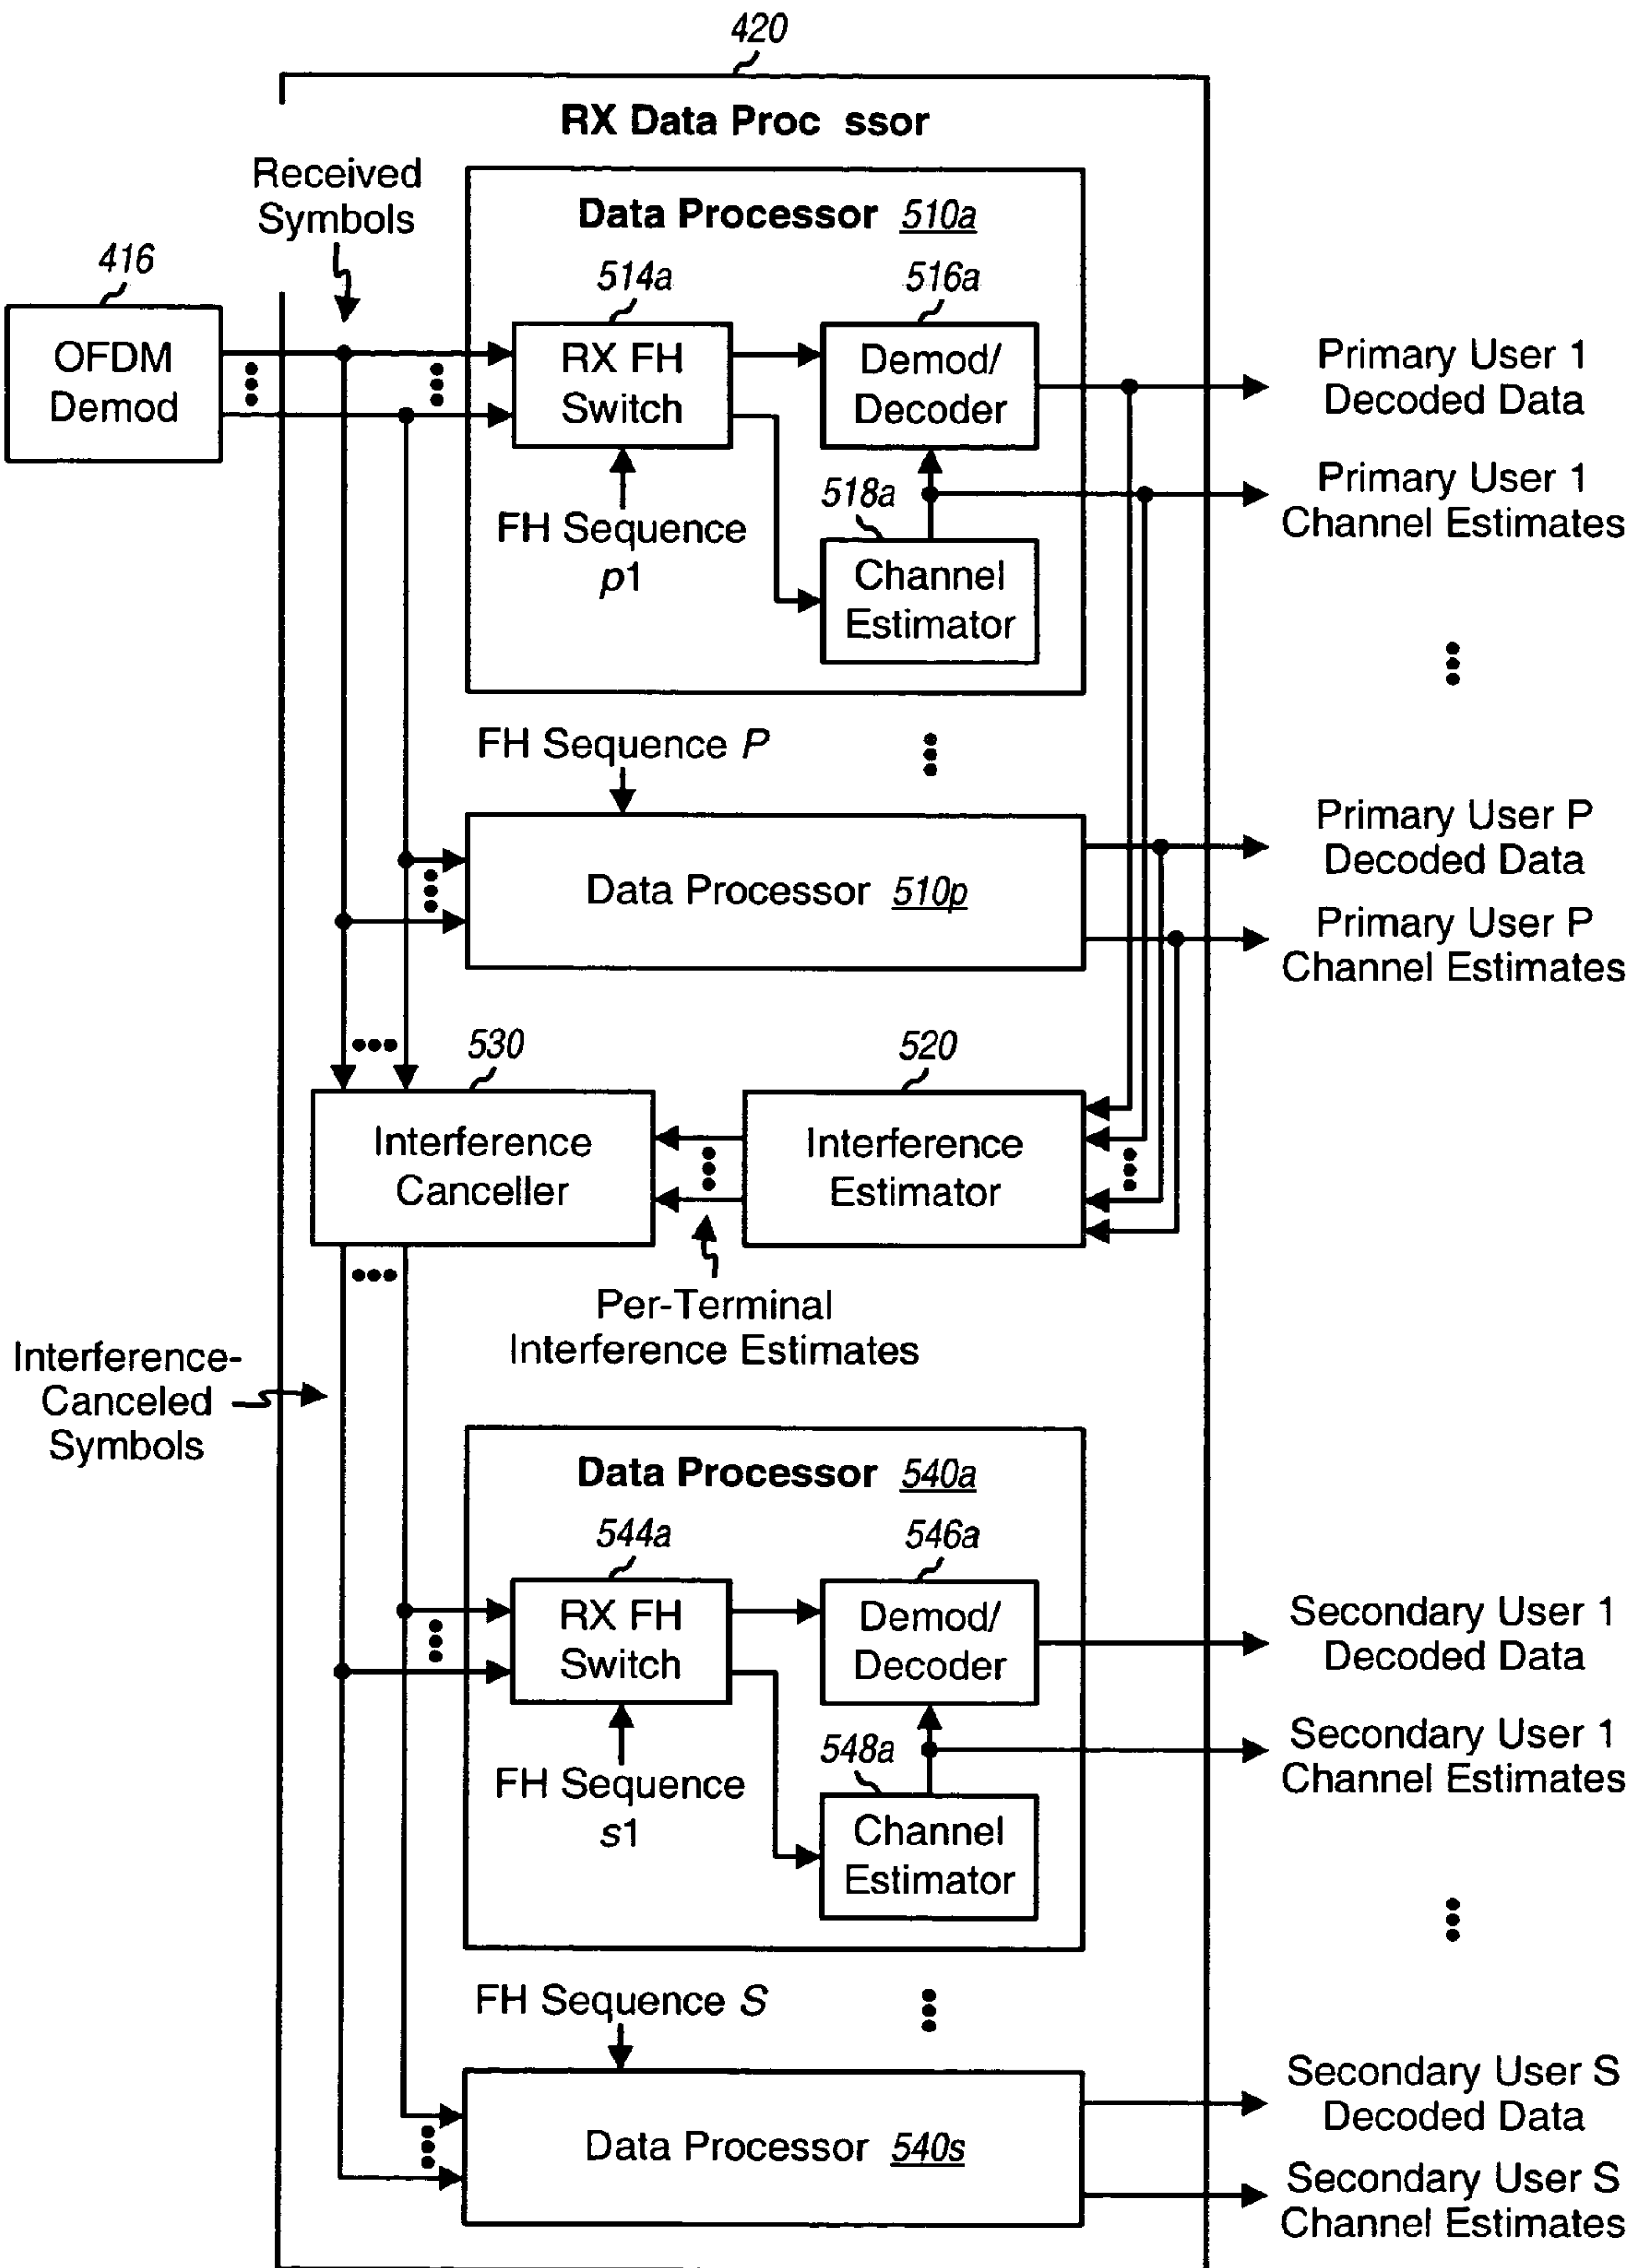 420
RX Data Proc ssor
Received
Symbols
Data Processor 510a
416
514a
516a
OFDM
Demod
RX FH
Switch
Demod/
Decoder
Primary User 1
Decoded Data
518a
Primary User 1
Channel Estimates
FH Sequence
p1
Channel
Estimator
FH Sequence P
Data Processor 510p
Primary User P
Decoded Data
Primary User P
Channel Estimates
530
520
Interference
Canceller
Interference
Estimator
Per-Terminal
Interference Estimates
Interference-
Canceled
Symbols
Data Processor 540a
544a
546a
RX FH
Switch
Demod/
Decoder
Secondary User 1
Decoded Data
548a
Secondary User 1
Channel Estimates
FH Sequence
s1
Channel
Estimator
FH Sequence S
Data Processor 540s
Secondary User S
Decoded Data
Secondary User S
Channel Estimates